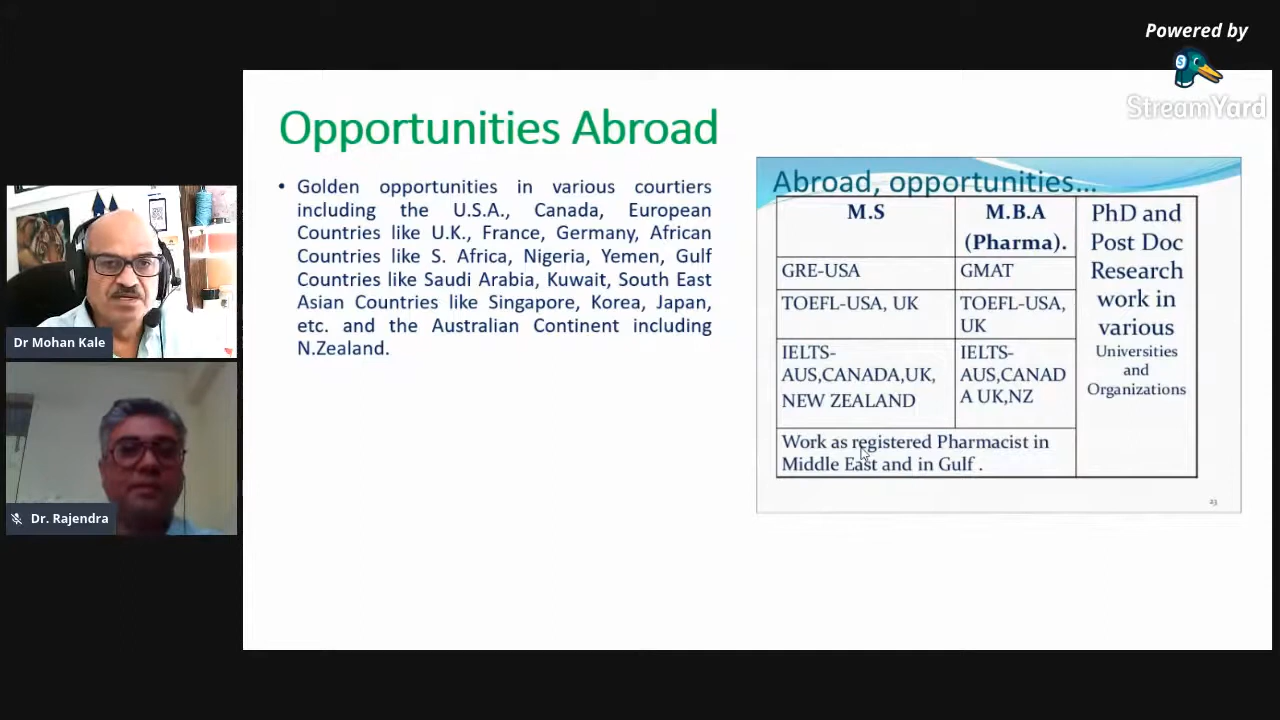 Powered by
StreamYard
Opportunities Abroad
• Golden opportunities in various courtiers
including the U.S.A., Canada, European
Countries like U.K., France, Germany, African
Countries like S. Africa, Nigeria, Yemen, Gulf
Countries like Saudi Arabia, Kuwait, South East
Asian Countries like Singapore, Korea, Japan,
etc. and the Australian Continent including
N.Zealand.
Abroad, opportunities...
M.S
M.B.A
(Pharma).
PhD and
Post Doc
Research
work in
various
Universities
and
Organizations
GRE-USA
GMAT
TOEFL-USA, UK
TOEFL-USA,
UK
IELTS-
AUS,CANADA,UK,
NEW ZEALAND
IELTS-
AUS,CANAD
A UK,NZ
Work as registered Pharmacist in
Middle East and in Gulf .
23
Dr Mohan Kale
Dr. Rajendra